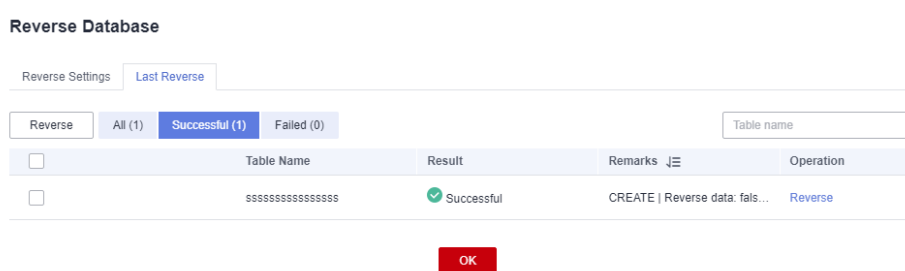 Reverse Database
Reverse Settings Last Reverse
Reverse All (1) Successful (1) Failed (0) Table name
Table Name Result Remarks Operation
ssssssssssssssss Successful CREATE | Reverse data: fals... Reverse
OK